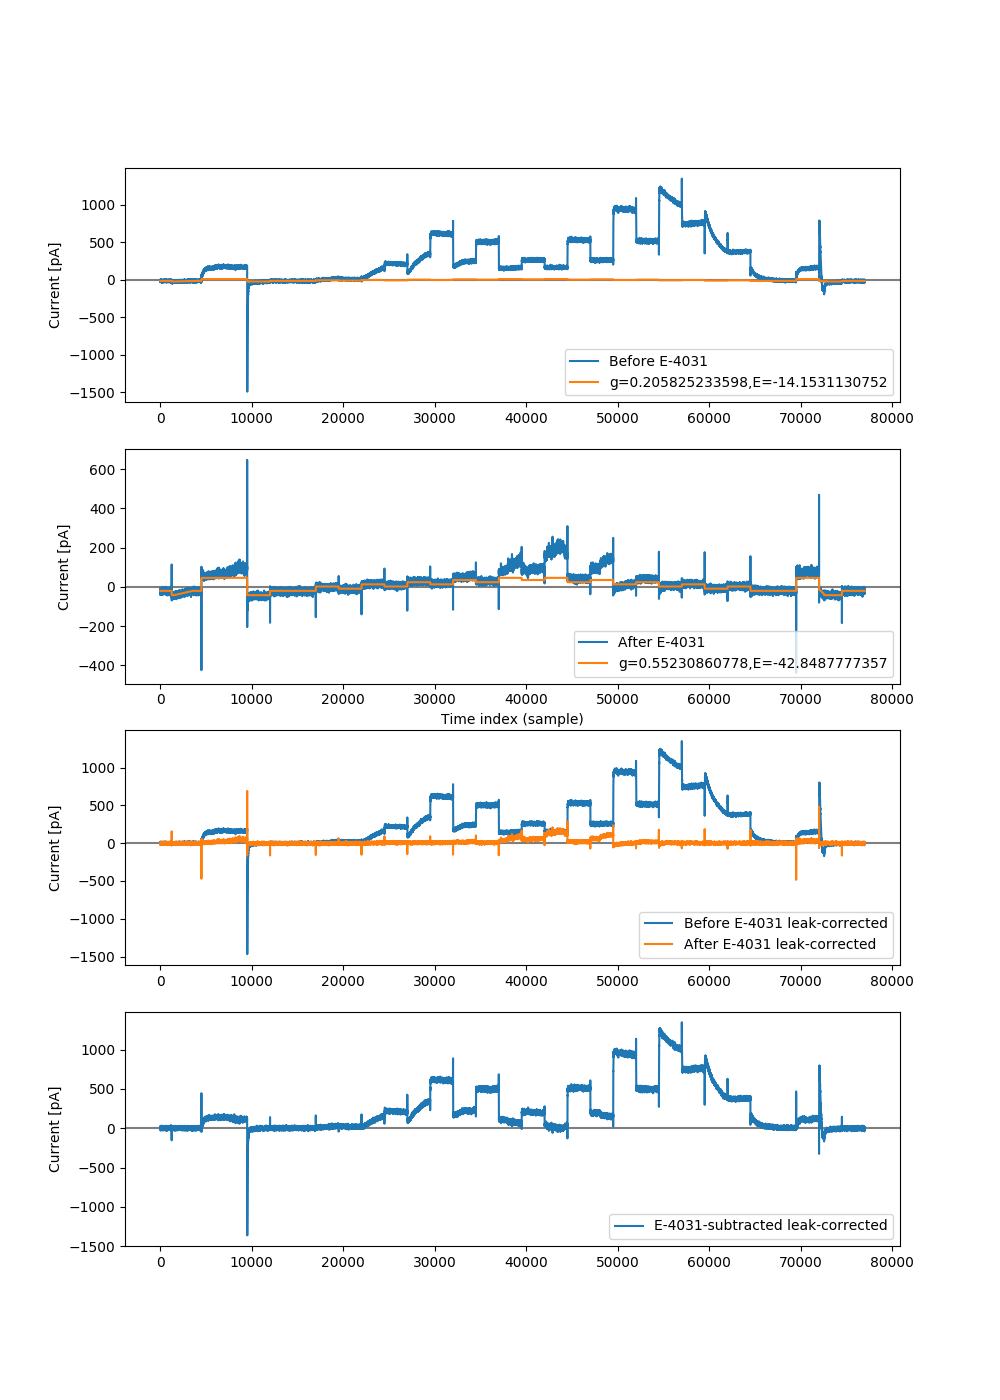 1000
500
0
−500
−1000
−1500
Current [pA]
Before E-4031
g=0.205825233598,E=-14.1531130752
0 10000 20000 30000 40000 50000 60000 70000 80000
600
400
200
0
−200
−400
Current [pA]
After E-4031
g=0.55230860778,E=-42.8487777357
0 10000 20000 30000 40000 50000 60000 70000 80000
Time index (sample)
1000
500
0
−500
−1000
−1500
Current [pA]
Before E-4031 leak-corrected
After E-4031 leak-corrected
0 10000 20000 30000 40000 50000 60000 70000 80000
1000
500
0
−500
−1000
−1500
Current [pA]
E-4031-subtracted leak-corrected
0 10000 20000 30000 40000 50000 60000 70000 80000